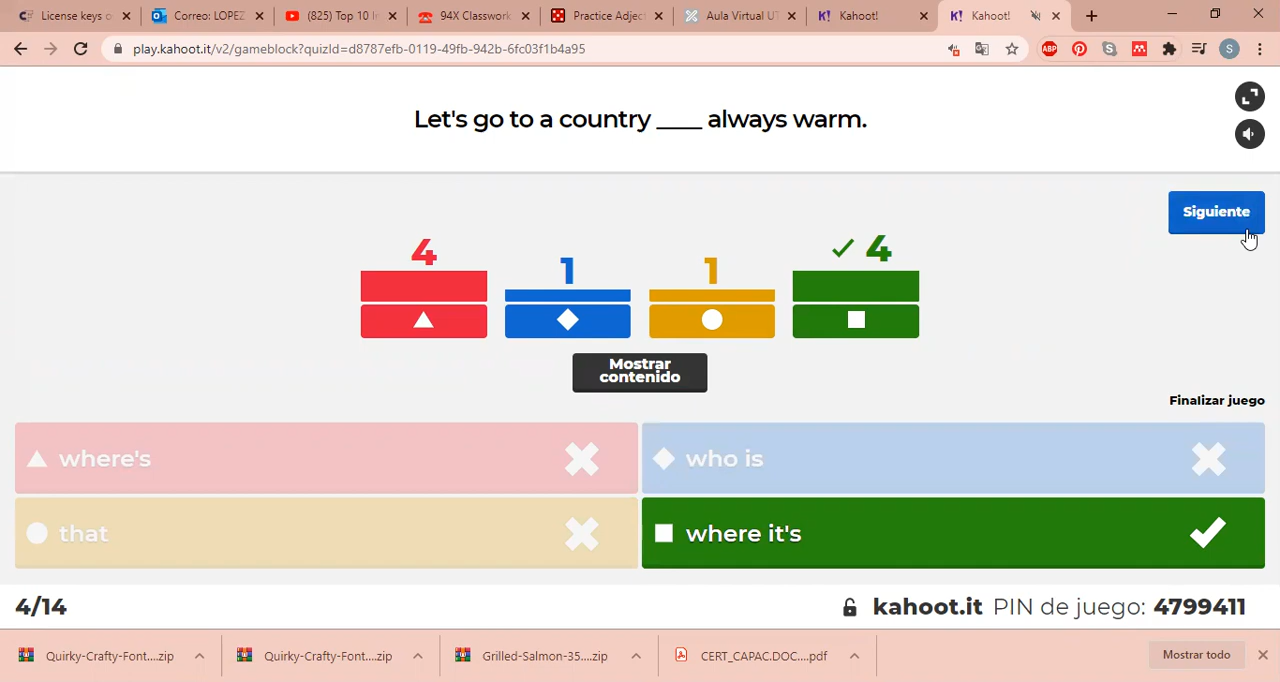 License keys o
Correo: LOPEZ
(825) Top 10 I
94X Classwork
Practice Adjec
Aula Virtual UT
K! Kahoot!
K! Kahoot!
play.kahoot.it/v2/gameblock?quizId=d8787efb-0119-49fb-942b-6fc03f1b4a95
ABP
S
Let's go to a country ____ always warm.
Siguiente
4
1
1
4
Mostrar
contenido
Finalizar juego
where's
who is
that
where it's
4/14
kahoot.it PIN de juego: 4799411
Quirky-Crafty-Font....zip
Quirky-Crafty-Font....zip
Grilled-Salmon-35....zip
CERT_CAPAC.DOC....pdf
Mostrar todo